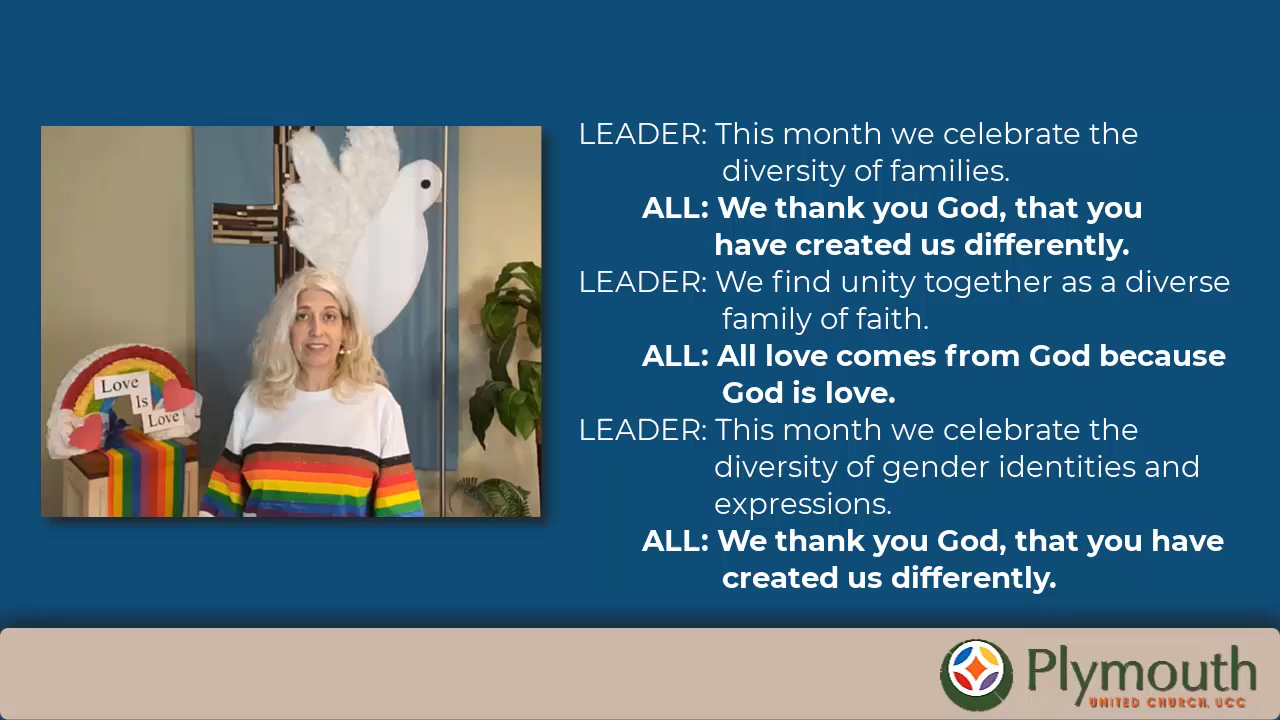 Love
Is
Love
LEADER: This month we celebrate the
diversity of families.
ALL: We thank you God, that you
have created us differently.
LEADER: We find unity together as a diverse
family of faith.
ALL: All love comes from God because
God is love.
LEADER: This month we celebrate the
diversity of gender identities and
expressions.
ALL: We thank you God, that you have
created us differently.
Plymouth
UNITED CHURCH, UCC